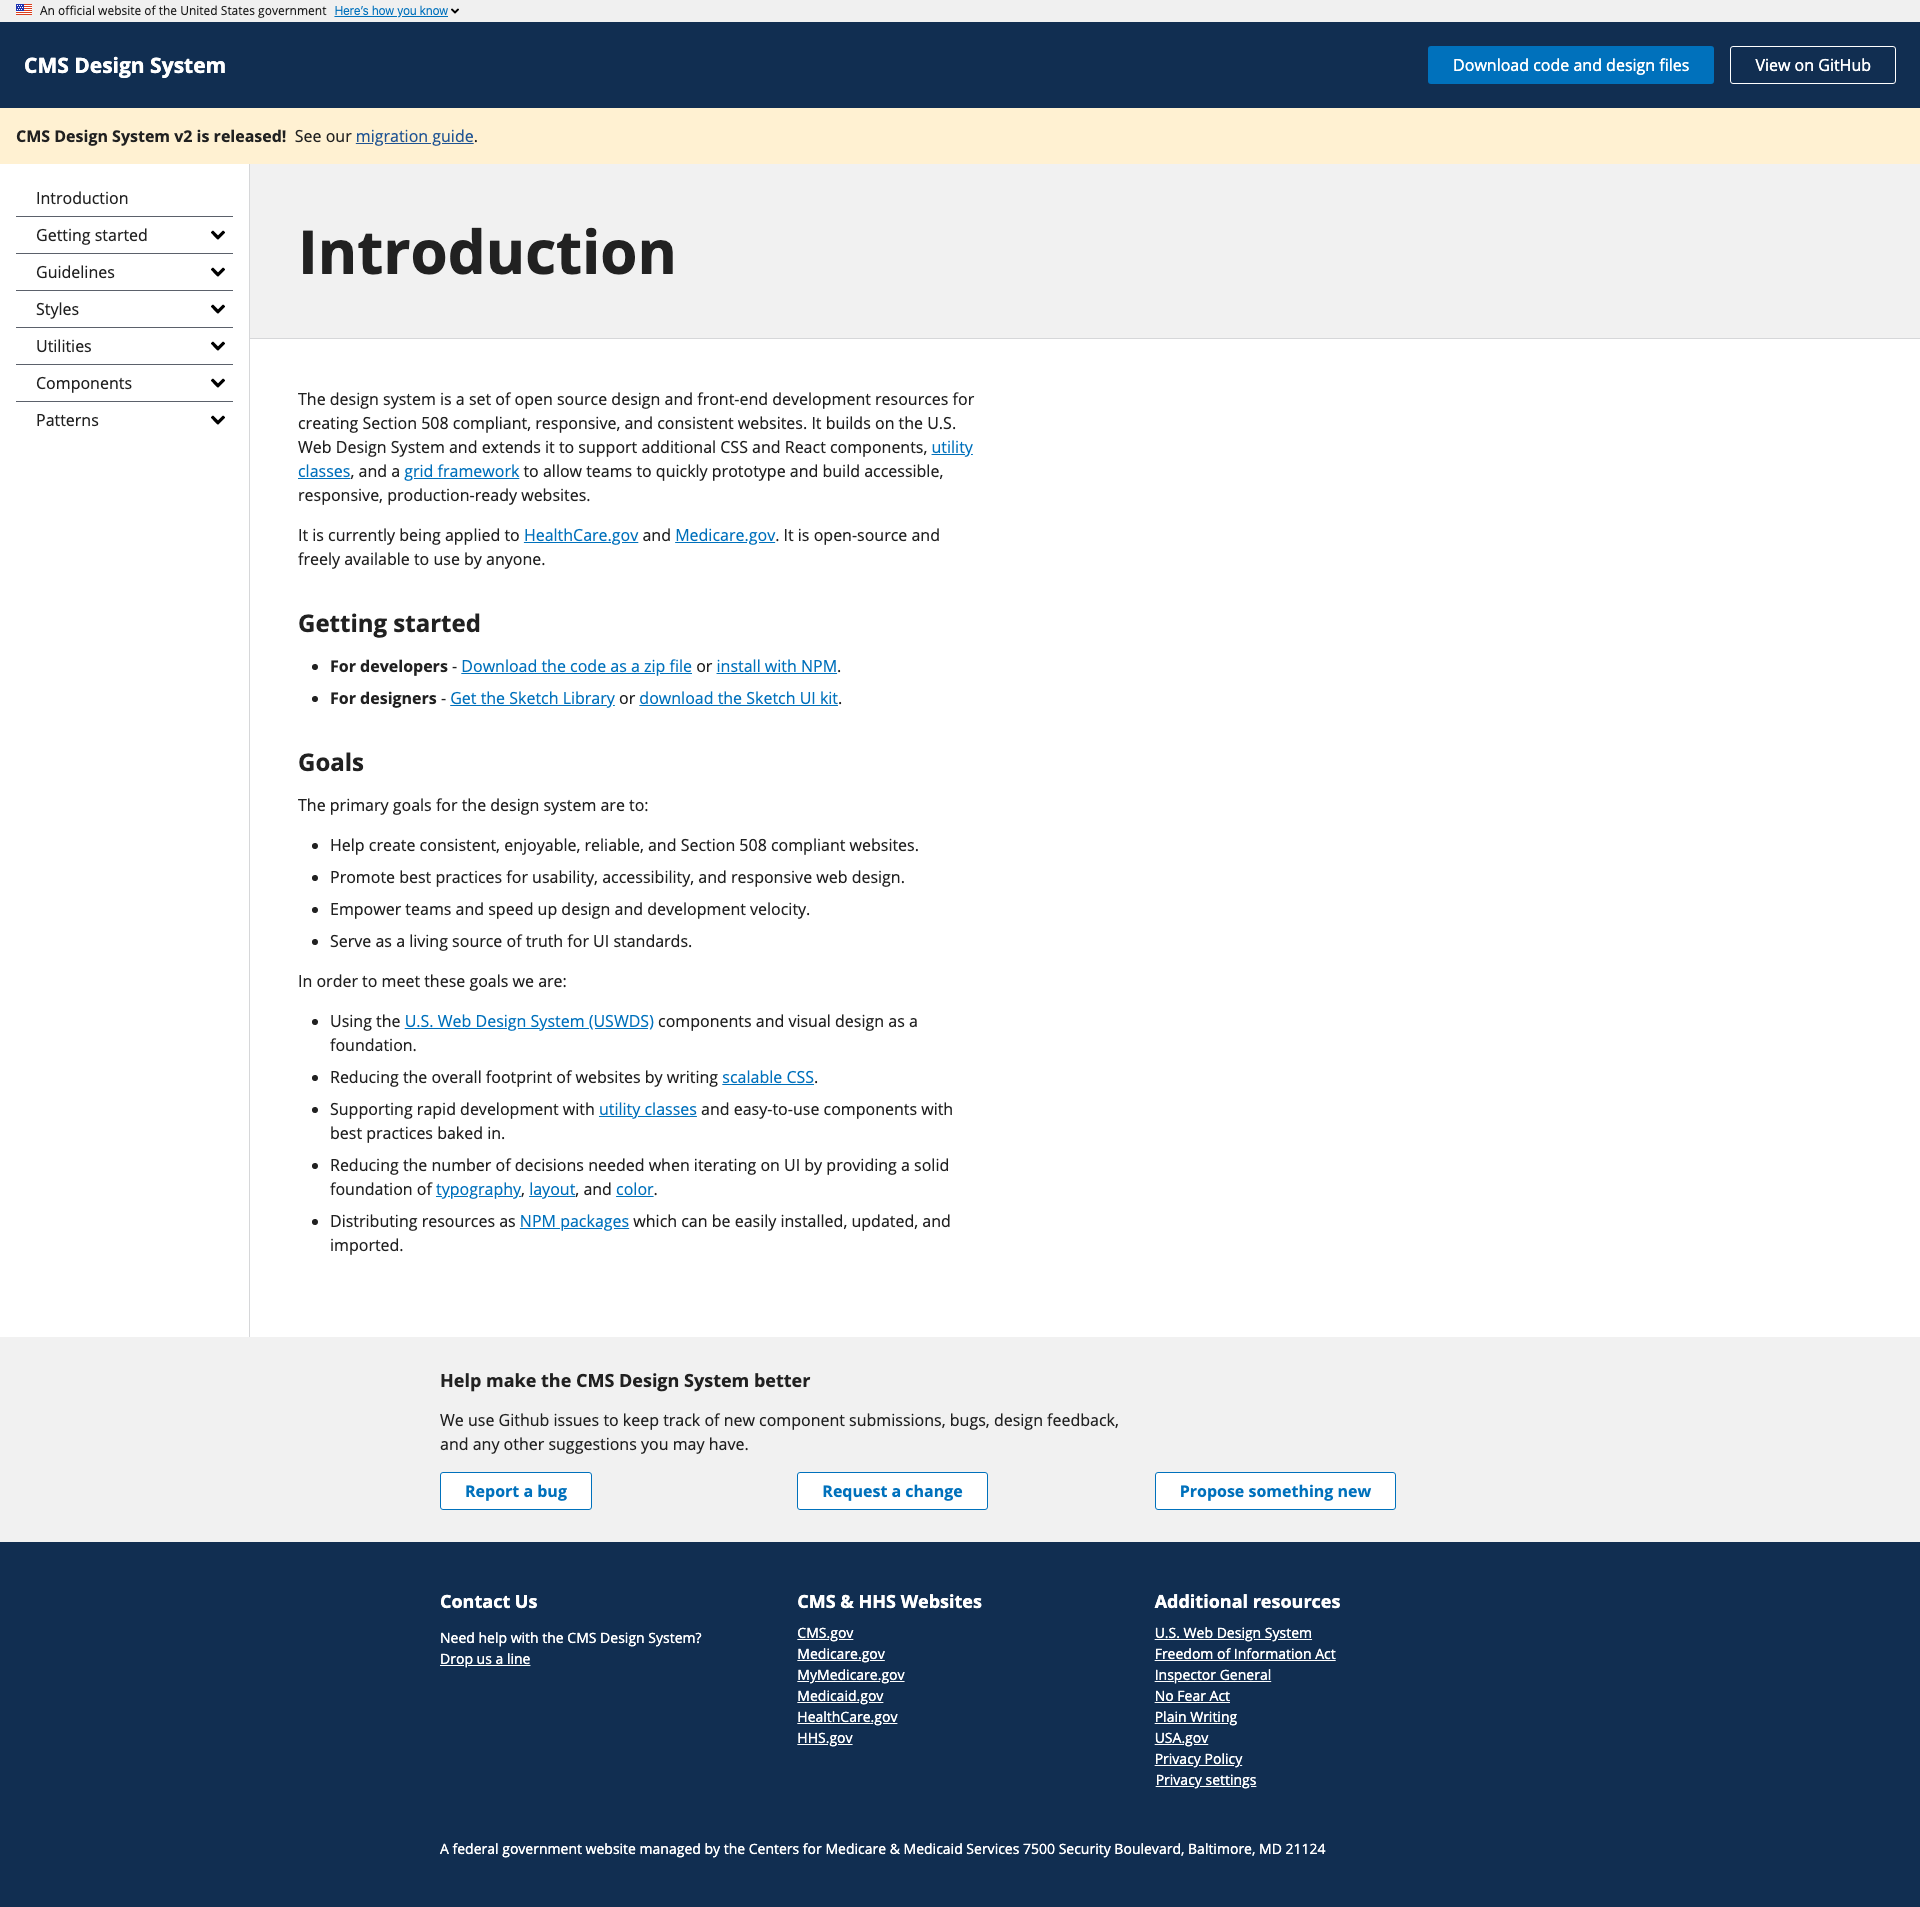 An official website of the United States government Here's how you know
CMS Design System
Download code and design files
View on GitHub
CMS Design System v2 is released! See our migration guide.
Introduction
Getting started
Guidelines
Styles
Utilities
Components
Patterns
Introduction
The design system is a set of open source design and front-end development resources for
creating Section 508 compliant, responsive, and consistent websites. It builds on the U.S.
Web Design System and extends it to support additional CSS and React components, utility
classes, and a grid framework to allow teams to quickly prototype and build accessible,
responsive, production-ready websites.
It is currently being applied to HealthCare.gov and Medicare.gov. It is open-source and
freely available to use by anyone.
Getting started
For developers - Download the code as a zip file or install with NPM.
For designers - Get the Sketch Library or download the Sketch UI kit.
Goals
The primary goals for the design system are to:
Help create consistent, enjoyable, reliable, and Section 508 compliant websites.
Promote best practices for usability, accessibility, and responsive web design.
Empower teams and speed up design and development velocity.
Serve as a living source of truth for UI standards.
In order to meet these goals we are:
Using the U.S. Web Design System (USWDS) components and visual design as a
foundation.
Reducing the overall footprint of websites by writing scalable CSS.
Supporting rapid development with utility classes and easy-to-use components with
best practices baked in.
Reducing the number of decisions needed when iterating on UI by providing a solid
foundation of typography, layout, and color.
Distributing resources as NPM packages which can be easily installed, updated, and
imported.
Help make the CMS Design System better
We use Github issues to keep track of new component submissions, bugs, design feedback,
and any other suggestions you may have.
Report a bug
Request a change
Propose something new
Contact Us
Need help with the CMS Design System?
Drop us a line
CMS & HHS Websites
CMS.gov
Medicare.gov
MyMedicare.gov
Medicaid.gov
HealthCare.gov
HHS.gov
Additional resources
U.S. Web Design System
Freedom of Information Act
Inspector General
No Fear Act
Plain Writing
USA.gov
Privacy Policy
Privacy settings
A federal government website managed by the Centers for Medicare & Medicaid Services 7500 Security Boulevard, Baltimore, MD 21124